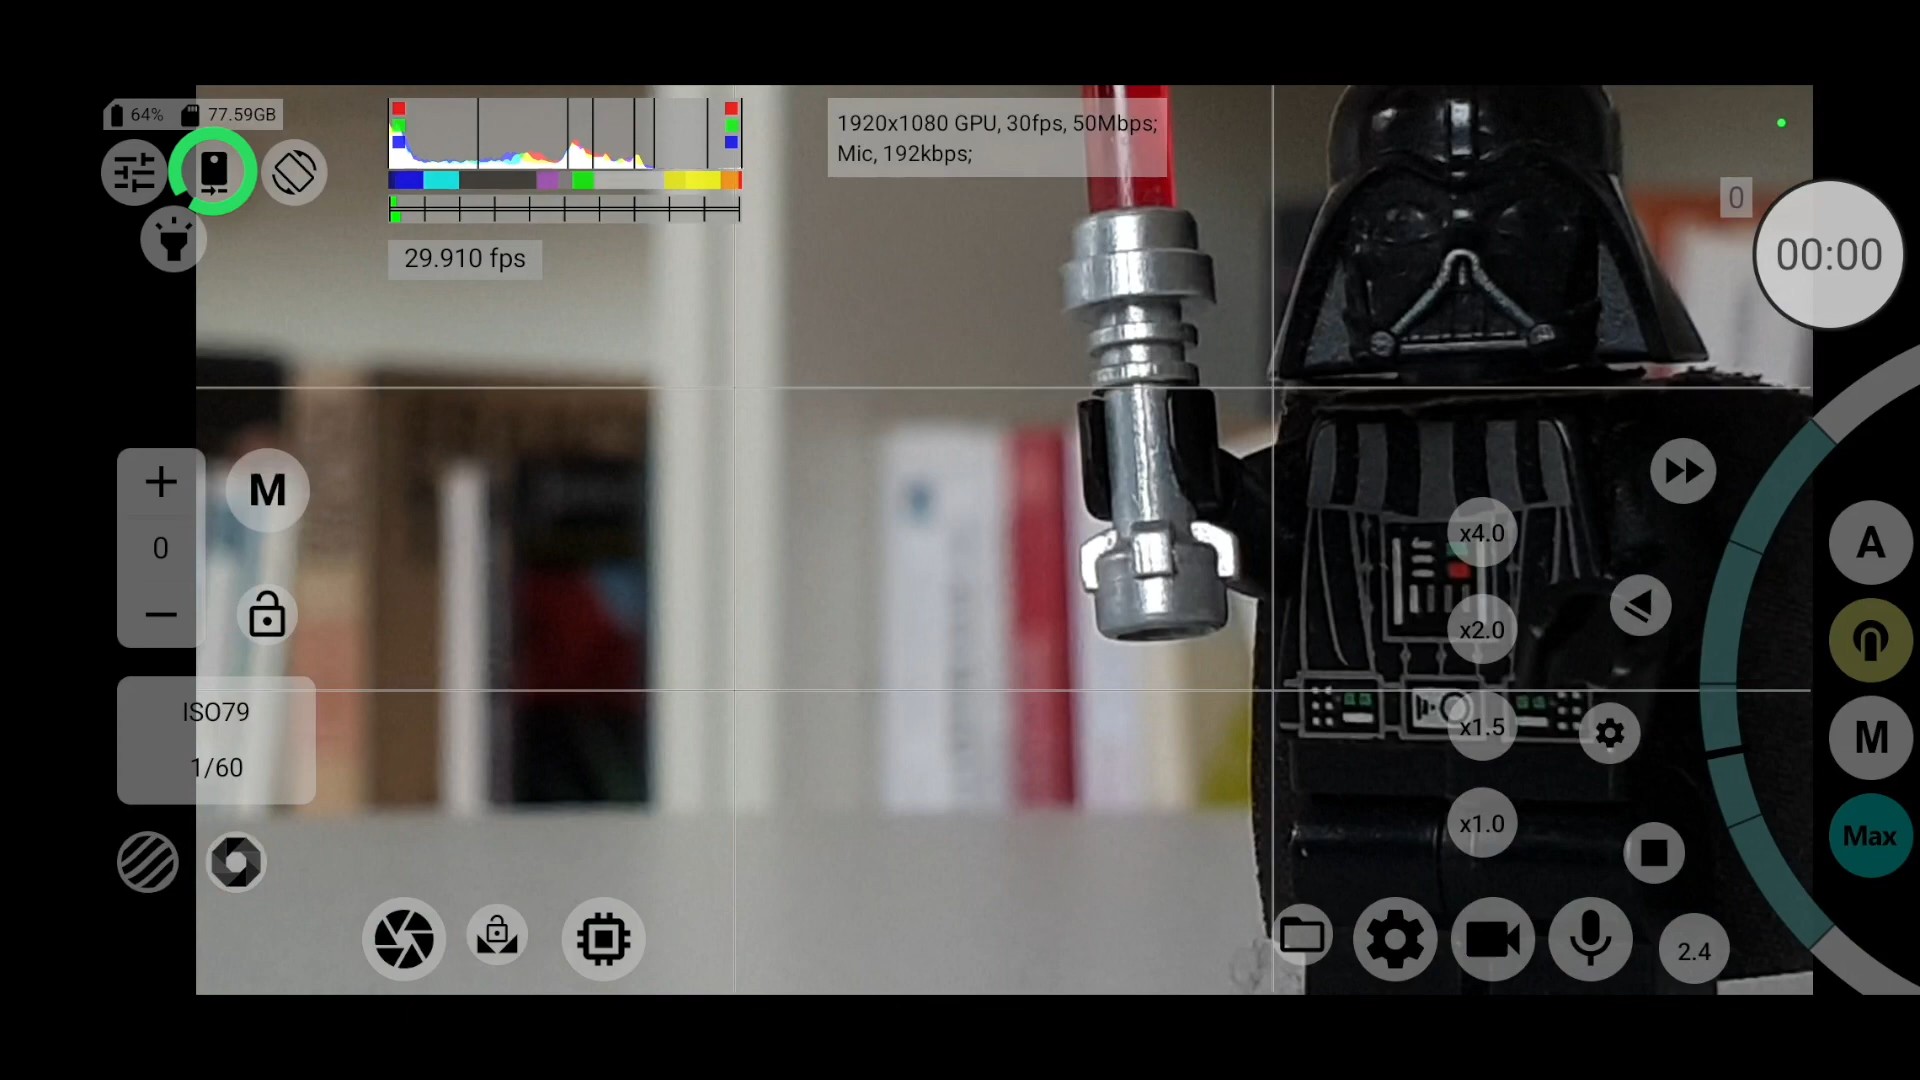 64% 77.59GB
1920x1080 GPU, 30fps, 50Mbps;
Mic, 192kbps;
0
00:00
29.910 fps
+
M
0
−
ISO79
1/60
x4.0
x2.0
x1.5
x1.0
A
M
Max
2.4